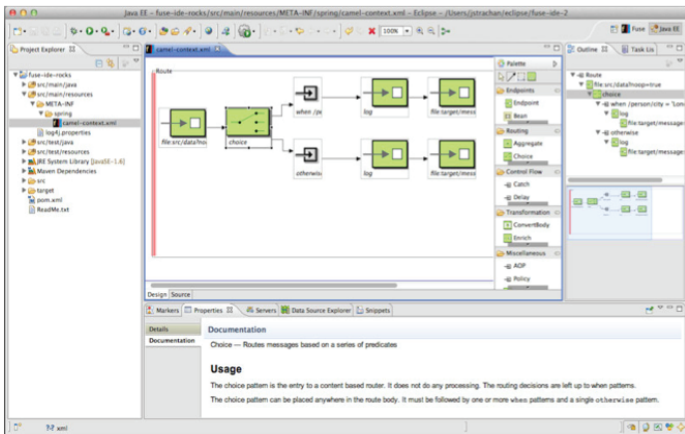 Java EE – fuse-ide-rocks/src/main/resources/META-INF/spring/camel-context.xml – Eclipse – /Users/jstrachan/eclipse/fuse-ide-2
100%
Fuse
Java EE
Project Explorer
fuse-ide-rocks
src/main/java
src/main/resources
META-INF
spring
camel-context.xml
log4j.properties
src/test/java
src/test/resources
JRE System Library [JavaSE-1.6]
Maven Dependencies
src
target
pom.xml
ReadMe.txt
camel-context.xml
Route
file:src/data?noo
choice
when /pe
log
file:target/mess
otherwise
log
file:target/mess
Design
Source
Palette
Endpoints
Endpoint
Bean
Routing
Aggregate
Choice
Control Flow
Catch
Delay
Transformation
ConvertBody
Enrich
Miscellaneous
AOP
Policy
Outline
Task Lis
Route
file:src/data?noop=true
choice
when /person/city = 'Lond
log
file:target/messages
otherwise
log
file:target/messages
Markers
Properties
Servers
Data Source Explorer
Snippets
Details
Documentation
Documentation
Choice — Routes messages based on a series of predicates
Usage
The choice pattern is the entry to a content based router. It does not do any processing. The routing decisions are left up to when patterns.
The choice pattern can be placed anywhere in the route body. It must be followed by one or more when patterns and a single otherwise pattern.
xml